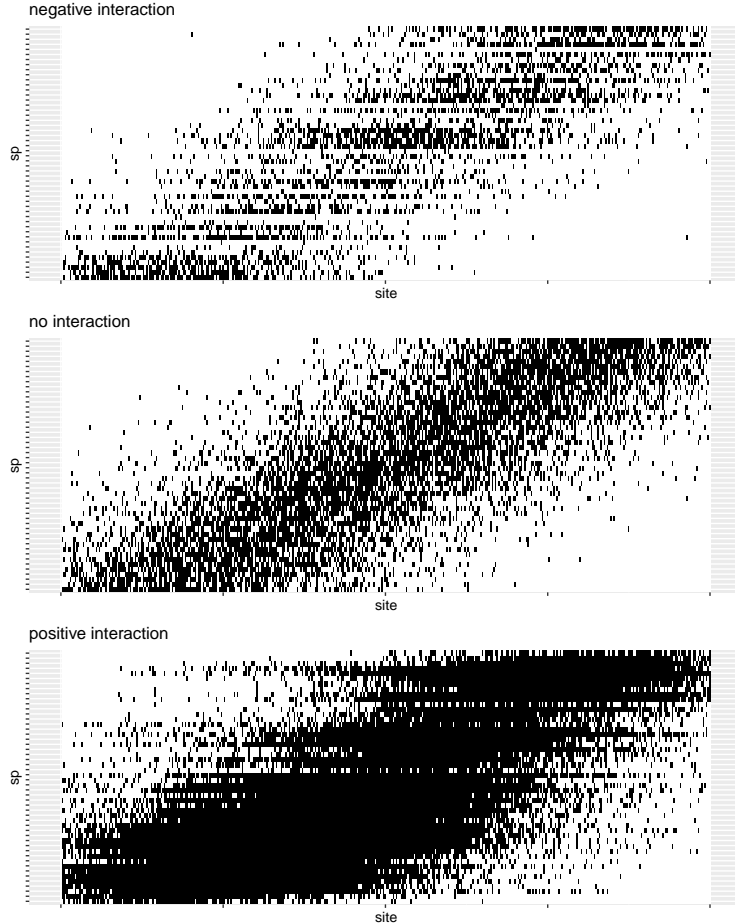 negative interaction
sp
site
no interaction
sp
site
positive interaction
sp
site